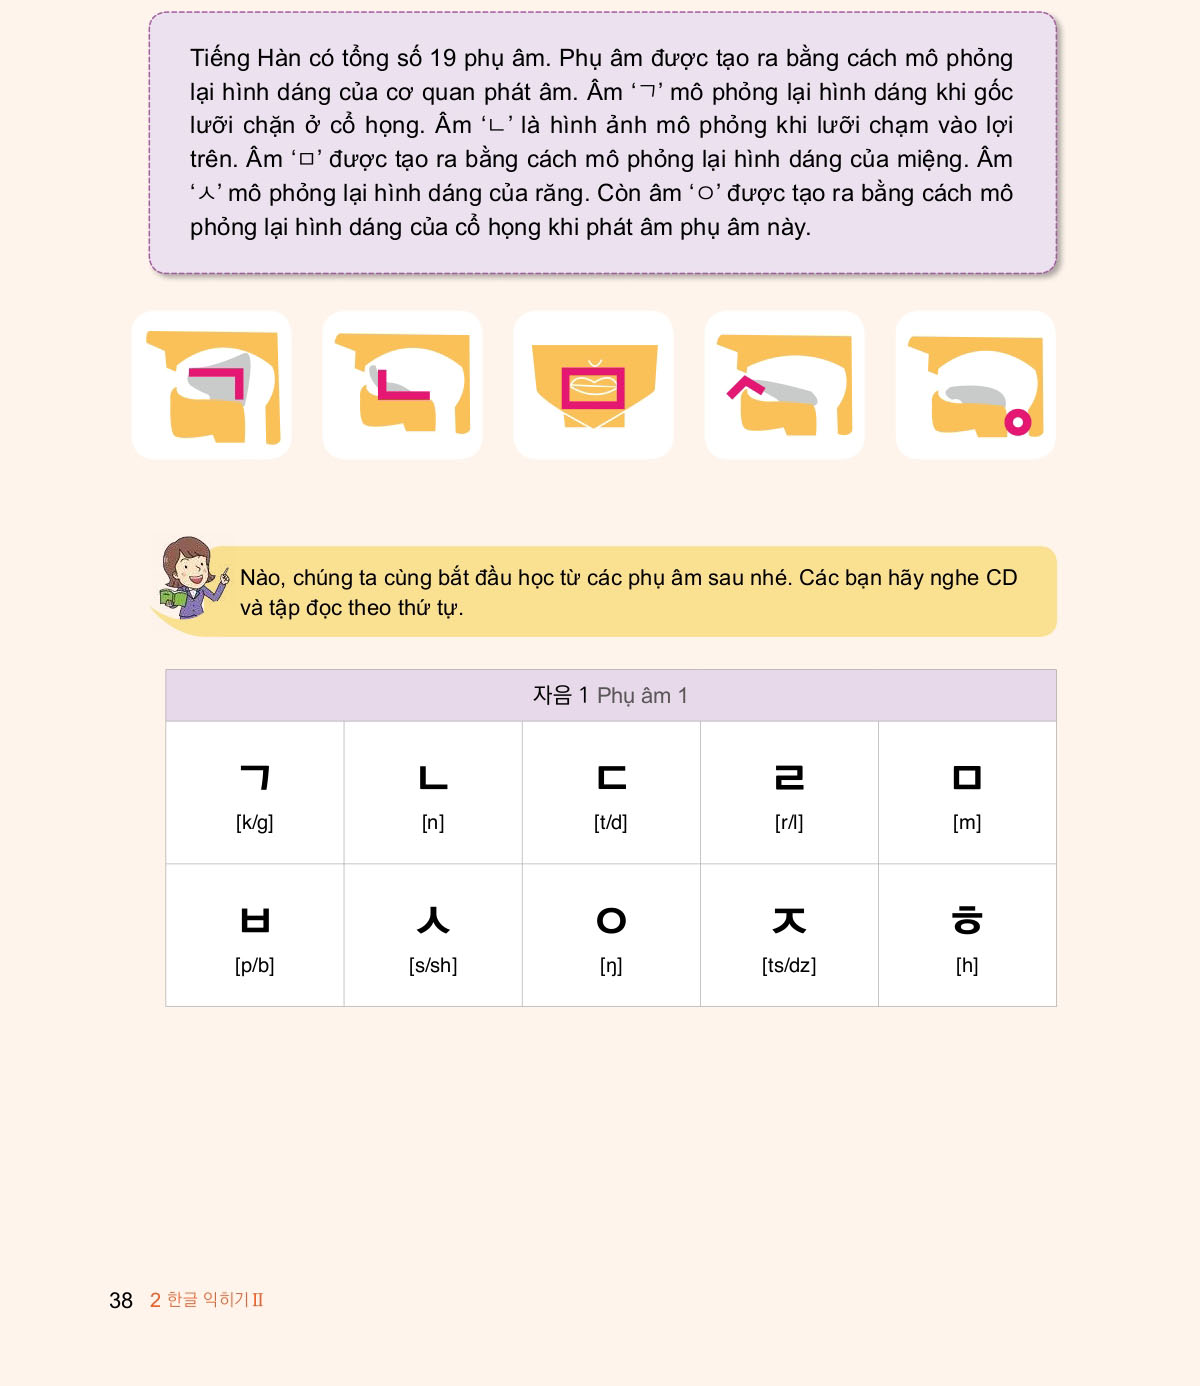 Tiếng Hàn có tổng số 19 phụ âm. Phụ âm được tạo ra bằng cách mô phỏng
lại hình dáng của cơ quan phát âm. Âm ‘ㄱ’ mô phỏng lại hình dáng khi gốc
lưỡi chặn ở cổ họng. Âm ‘ㄴ’ là hình ảnh mô phỏng khi lưỡi chạm vào lợi
trên. Âm ‘ㅁ’ được tạo ra bằng cách mô phỏng lại hình dáng của miệng. Âm
‘ㅅ’ mô phỏng lại hình dáng của răng. Còn âm ‘ㅇ’ được tạo ra bằng cách mô
phỏng lại hình dáng của cổ họng khi phát âm phụ âm này.
ㄱ ㄴ ㅁ ㅅ ㅇ
Nào, chúng ta cùng bắt đầu học từ các phụ âm sau nhé. Các bạn hãy nghe CD
và tập đọc theo thứ tự.
자음 1 Phụ âm 1
ㄱ ㄴ ㄷ ㄹ ㅁ
[k/g] [n] [t/d] [r/l] [m]
ㅂ ㅅ ㅇ ㅈ ㅎ
[p/b] [s/sh] [ŋ] [ts/dz] [h]
38 2 한글 익히기 II